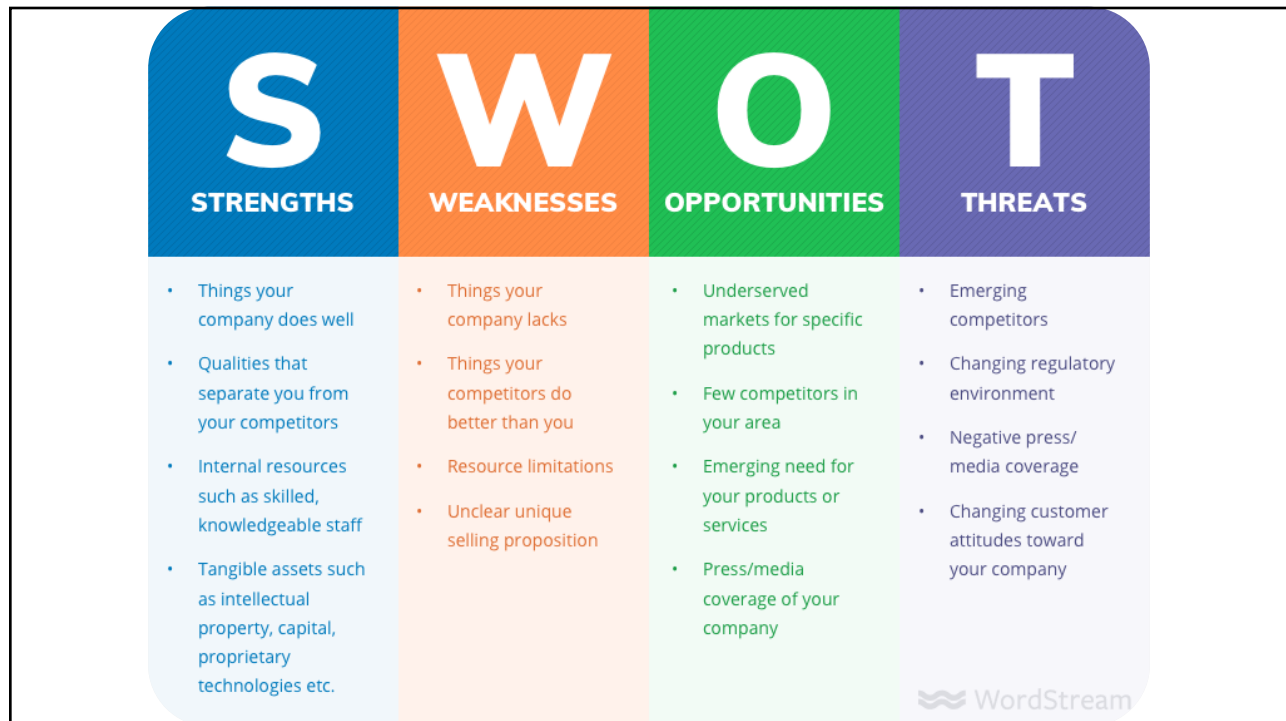 S
STRENGTHS
• Things your
company does well
• Qualities that
separate you from
your competitors
• Internal resources
such as skilled,
knowledgeable staff
• Tangible assets such
as intellectual
property, capital,
proprietary
technologies etc.
W
WEAKNESSES
• Things your
company lacks
• Things your
competitors do
better than you
• Resource limitations
• Unclear unique
selling proposition
O
OPPORTUNITIES
• Underserved
markets for specific
products
• Few competitors in
your area
• Emerging need for
your products or
services
• Press/media
coverage of your
company
T
THREATS
• Emerging
competitors
• Changing regulatory
environment
• Negative press/
media coverage
• Changing customer
attitudes toward
your company
WordStream